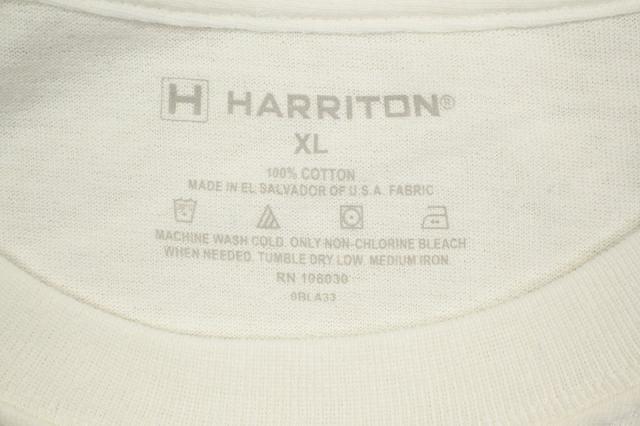 H HARRITON®
XL
100% COTTON
MADE IN EL SALVADOR OF U.S.A. FABRIC
MACHINE WASH COLD. ONLY NON-CHLORINE BLEACH
WHEN NEEDED. TUMBLE DRY LOW. MEDIUM IRON.
RN 108030
0BLA33